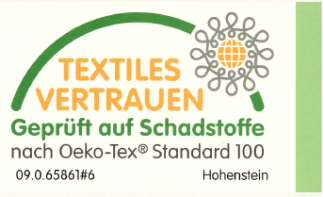 TEXTILES
VERTRAUEN
Geprüft auf Schadstoffe
nach Oeko-Tex® Standard 100
09.0.65861#6 Hohenstein